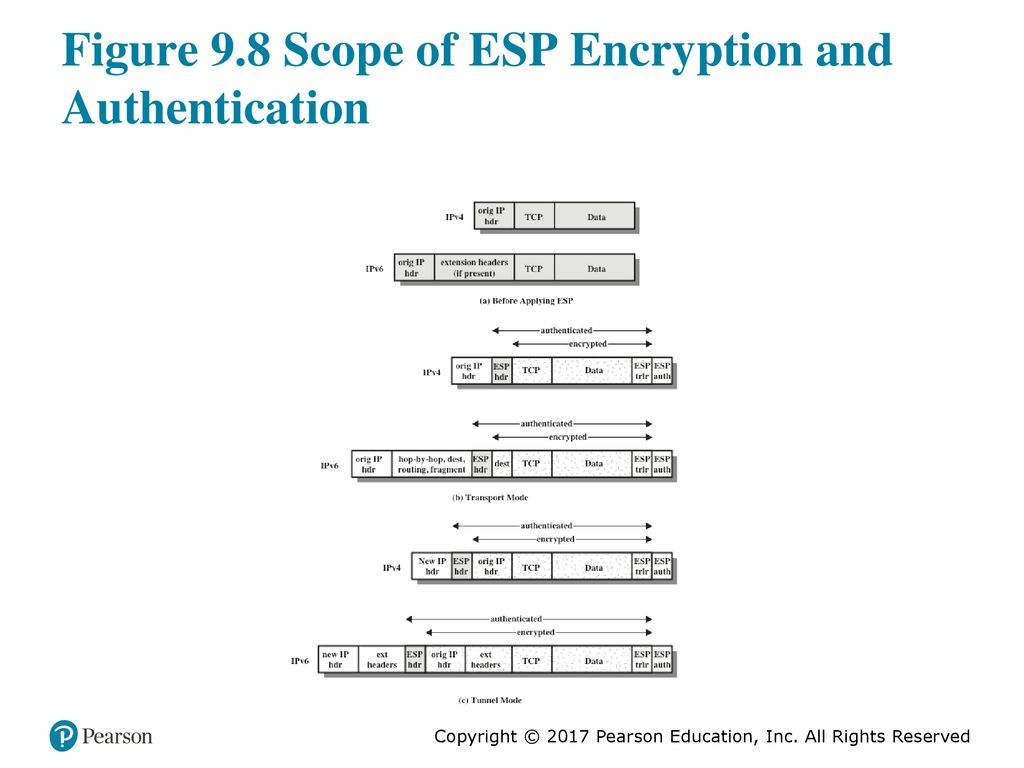 Figure 9.8 Scope of ESP Encryption and
Authentication
IPv4
orig IP
hdr
TCP
Data
IPv6
orig IP
hdr
extension headers
(if present)
TCP
Data
(a) Before Applying ESP
authenticated
encrypted
IPv4
orig IP
hdr
ESP
hdr
TCP
Data
ESP
trlr
ESP
auth
authenticated
encrypted
IPv6
orig IP
hdr
hop-by-hop, dest,
routing, fragment
ESP
hdr
dest
TCP
Data
ESP
trlr
ESP
auth
(b) Transport Mode
authenticated
encrypted
IPv4
New IP
hdr
ESP
hdr
orig IP
hdr
TCP
Data
ESP
trlr
ESP
auth
authenticated
encrypted
IPv6
new IP
hdr
ext
headers
ESP
hdr
orig IP
hdr
ext
headers
TCP
Data
ESP
trlr
ESP
auth
(c) Tunnel Mode
P Pearson
Copyright © 2017 Pearson Education, Inc. All Rights Reserved